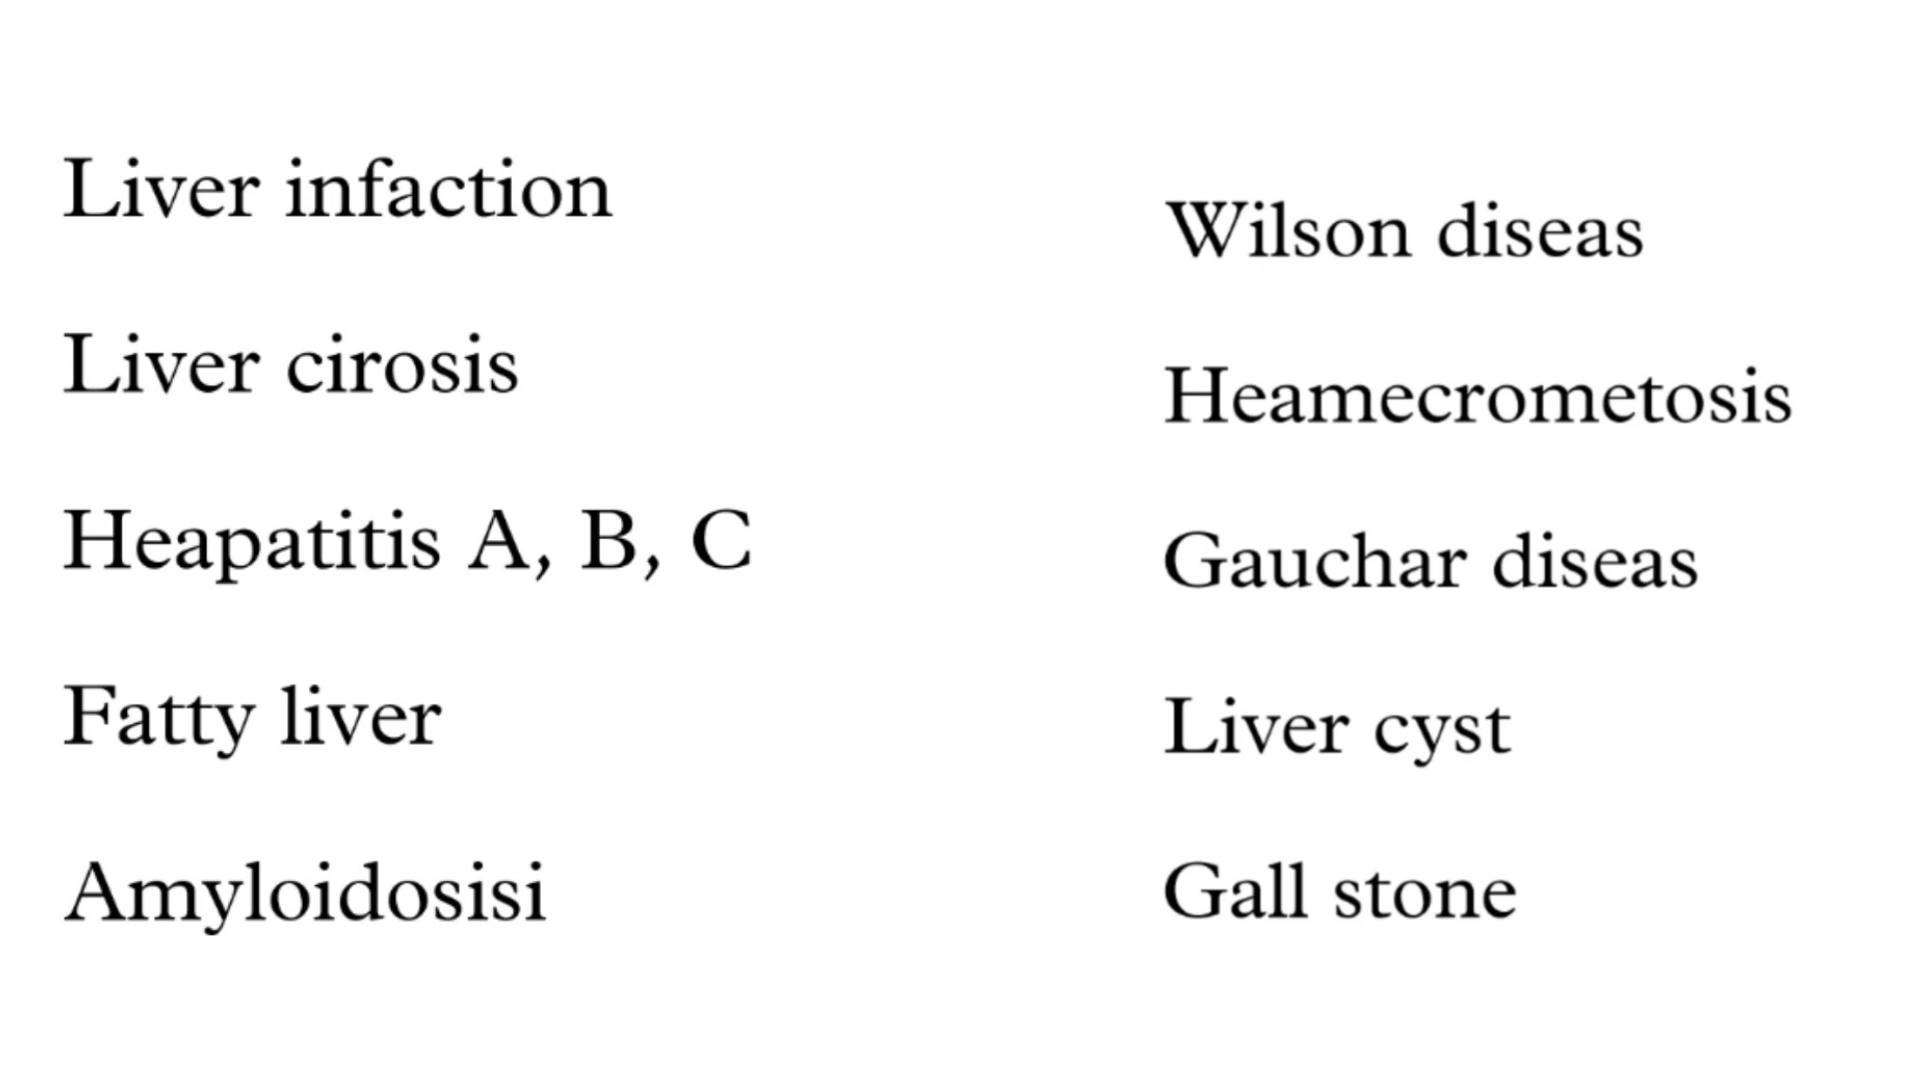 Liver infaction
Liver cirosis
Heapatitis A, B, C
Fatty liver
Amyloidosisi
Wilson diseas
Heamecrometosis
Gauchar diseas
Liver cyst
Gall stone